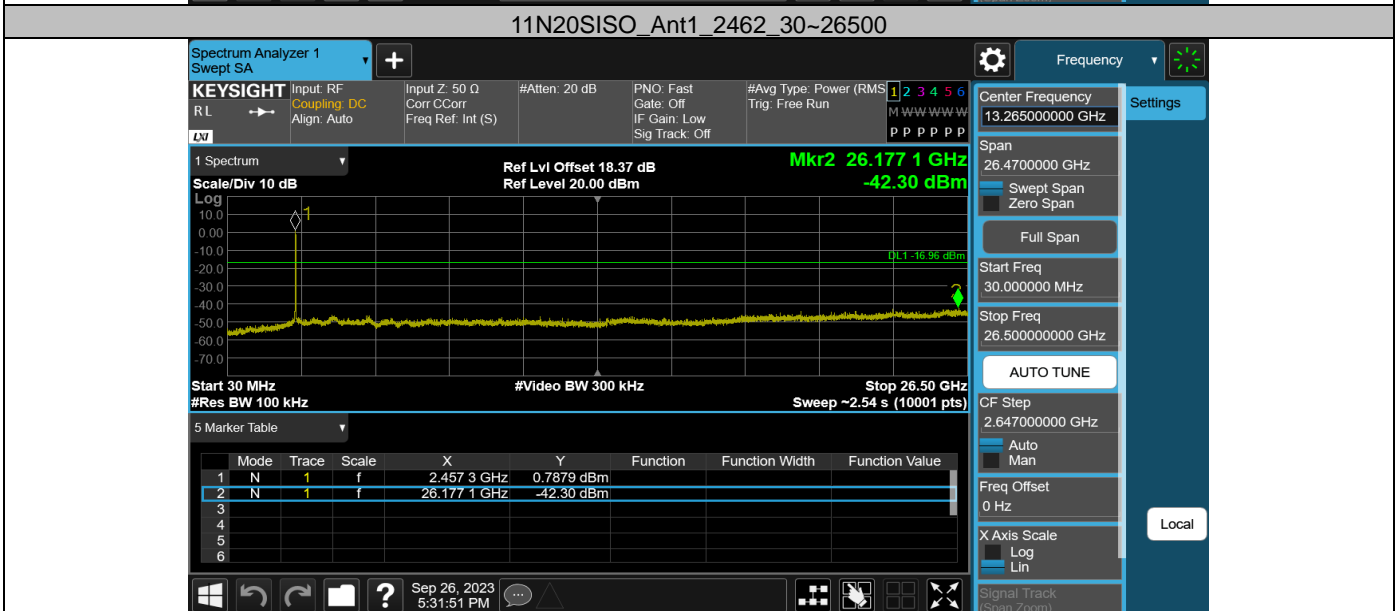 11N20SISO_Ant1_2462_30~26500
Spectrum Analyzer 1
Swept SA
+
Frequency
KEYSIGHT
RL
LXI
Input: RF
Coupling: DC
Align: Auto
Input Z: 50 Ω
Corr CCorr
Freq Ref: Int (S)
#Atten: 20 dB
PNO: Fast
Gate: Off
IF Gain: Low
Sig Track: Off
#Avg Type: Power (RMS
Trig: Free Run
1 2 3 4 5 6
M W W W W W
P P P P P P
1 Spectrum
Scale/Div 10 dB
Ref Lvl Offset 18.37 dB
Ref Level 20.00 dBm
Mkr2 26.177 1 GHz
-42.30 dBm
Log
10.0
0.00
-10.0
-20.0
-30.0
-40.0
-50.0
-60.0
-70.0
1
DL1 -16.96 dBm
2
Start 30 MHz
#Video BW 300 kHz
Stop 26.50 GHz
#Res BW 100 kHz
Sweep ~2.54 s (10001 pts)
5 Marker Table
Mode Trace Scale X Y Function Function Width Function Value
1 N 1 f 2.457 3 GHz 0.7879 dBm
2 N 1 f 26.177 1 GHz -42.30 dBm
3
4
5
6
Sep 26, 2023
5:31:51 PM
?
Center Frequency
13.265000000 GHz
Settings
Span
26.4700000 GHz
Swept Span
Zero Span
Full Span
Start Freq
30.000000 MHz
Stop Freq
26.500000000 GHz
AUTO TUNE
CF Step
2.647000000 GHz
Auto
Man
Freq Offset
0 Hz
Local
X Axis Scale
Log
Lin
Signal Track
(Span Zoom)